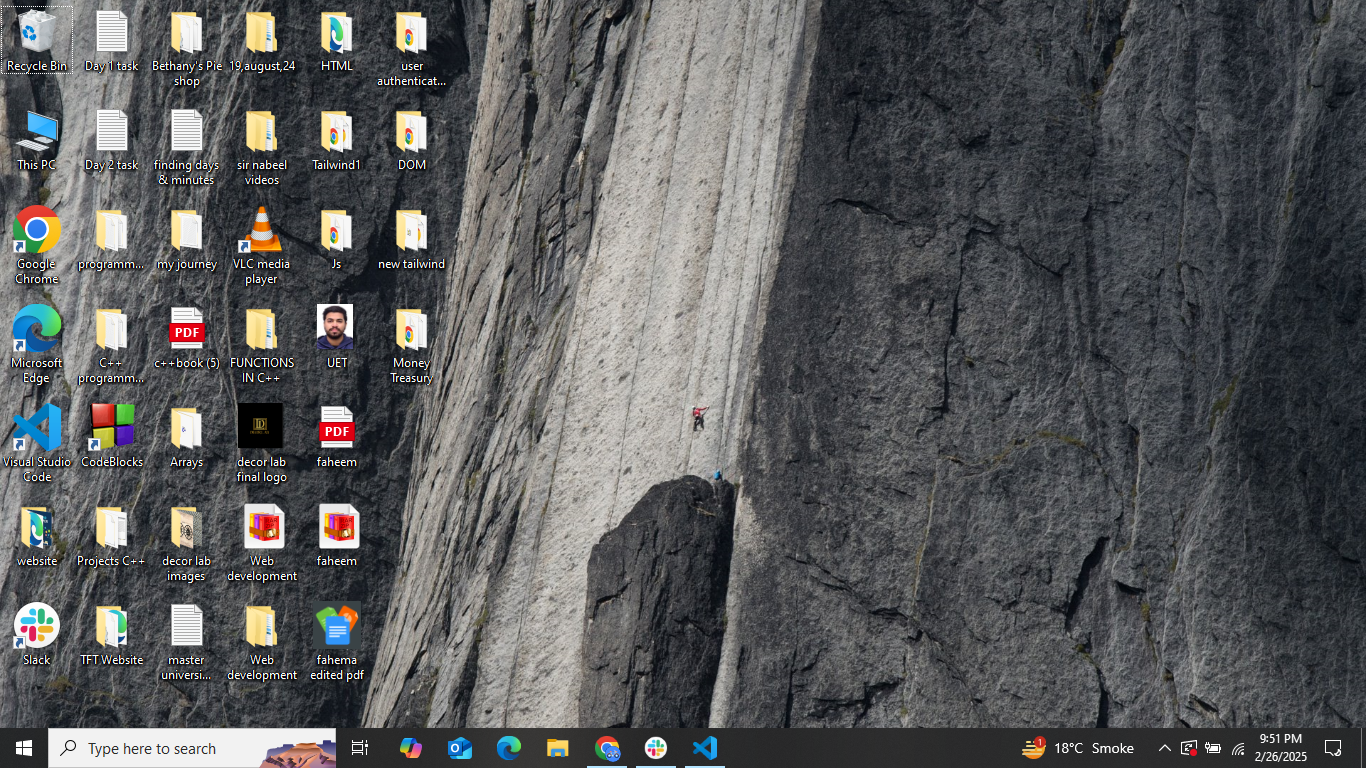 Recycle Bin
Day 1 task
Bethany's Pie
shop
19,august,24
HTML
user
authenticat...
This PC
Day 2 task
finding days
& minutes
sir nabeel
videos
Tailwind1
DOM
Google
Chrome
programm...
my journey
VLC media
player
Js
new tailwind
Microsoft
Edge
C++
programm...
PDF
c++book (5)
FUNCTIONS
IN C++
UET
Money
Treasury
Visual Studio
Code
CodeBlocks
Arrays
decor lab
final logo
PDF
faheem
website
Projects C++
decor lab
images
Web
development
faheem
Slack
TFT Website
master
universi...
Web
development
fahema
edited pdf
Type here to search
1
18°C Smoke
9:51 PM
2/26/2025